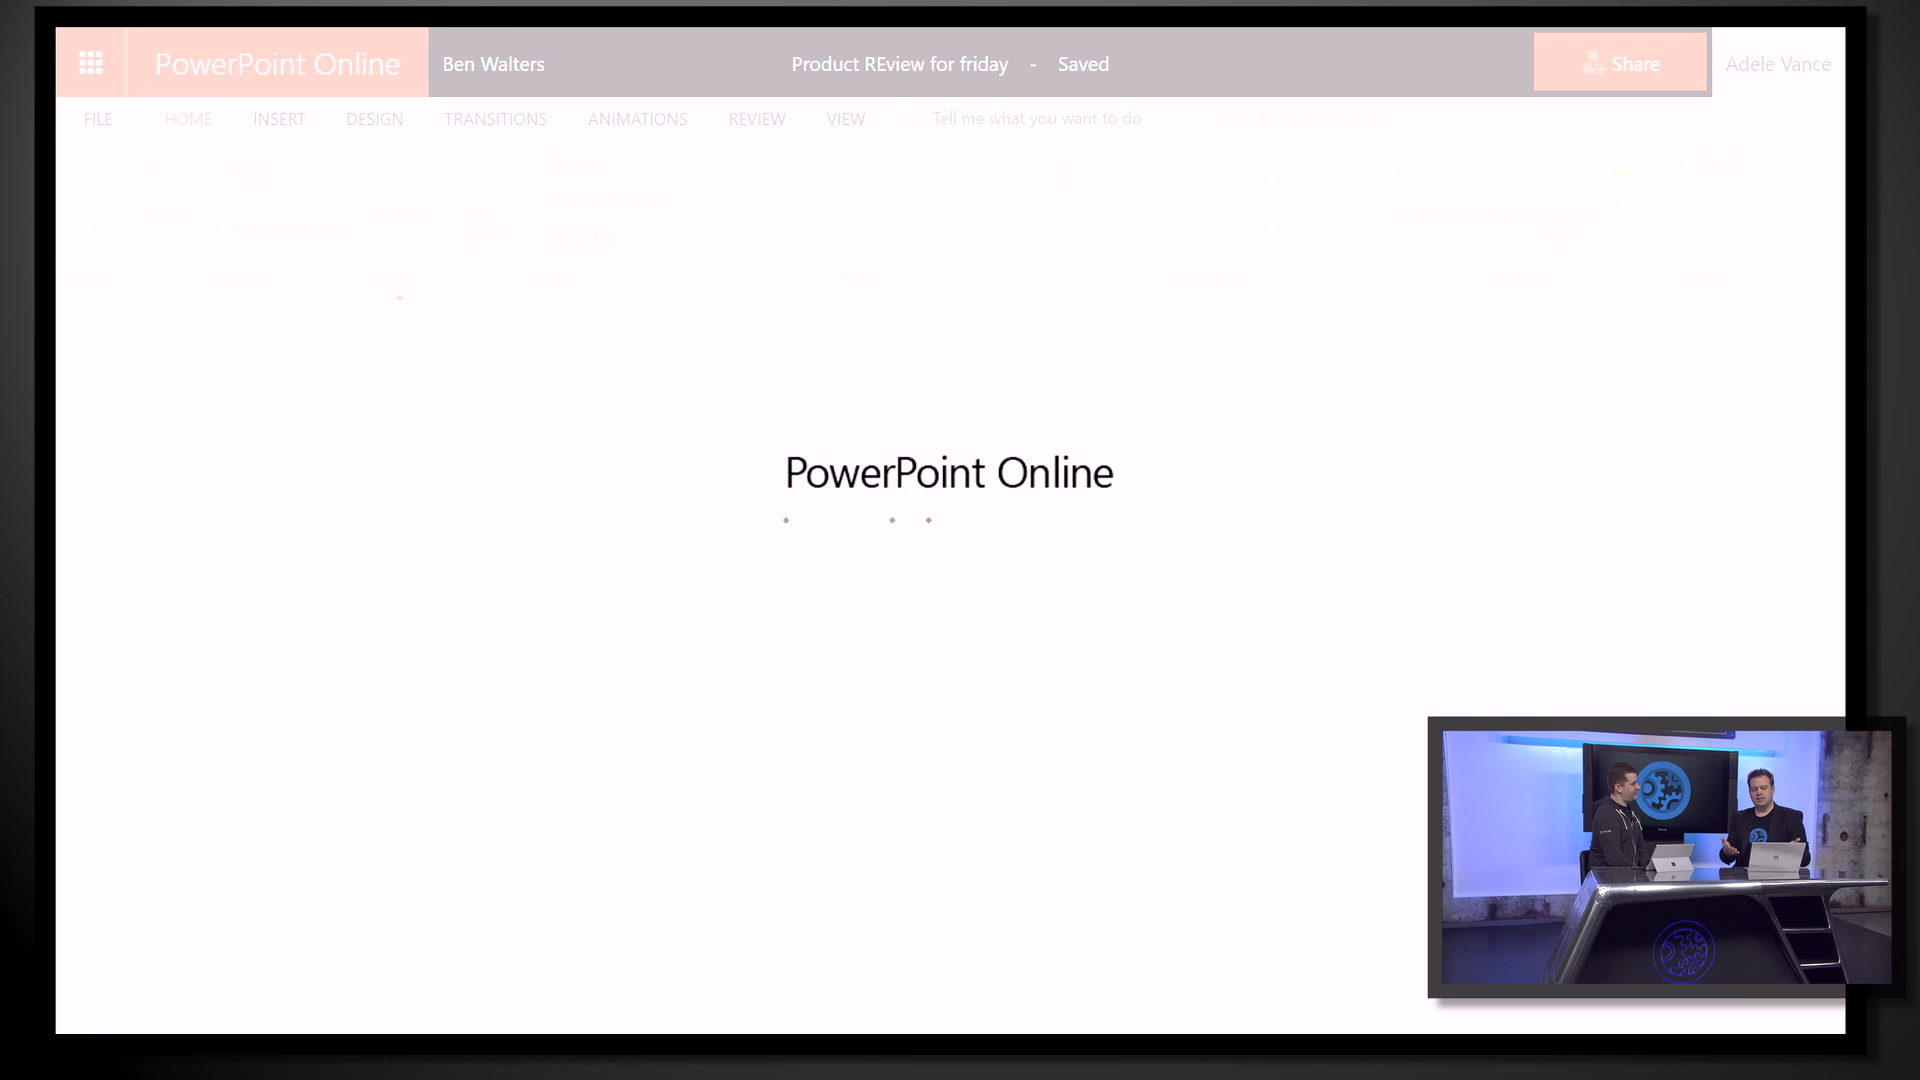 PowerPoint Online Ben Walters Product REview for friday - Saved Share Adele Vance
FILE HOME INSERT DESIGN TRANSITIONS ANIMATIONS REVIEW VIEW Tell me what you want to do
PowerPoint Online